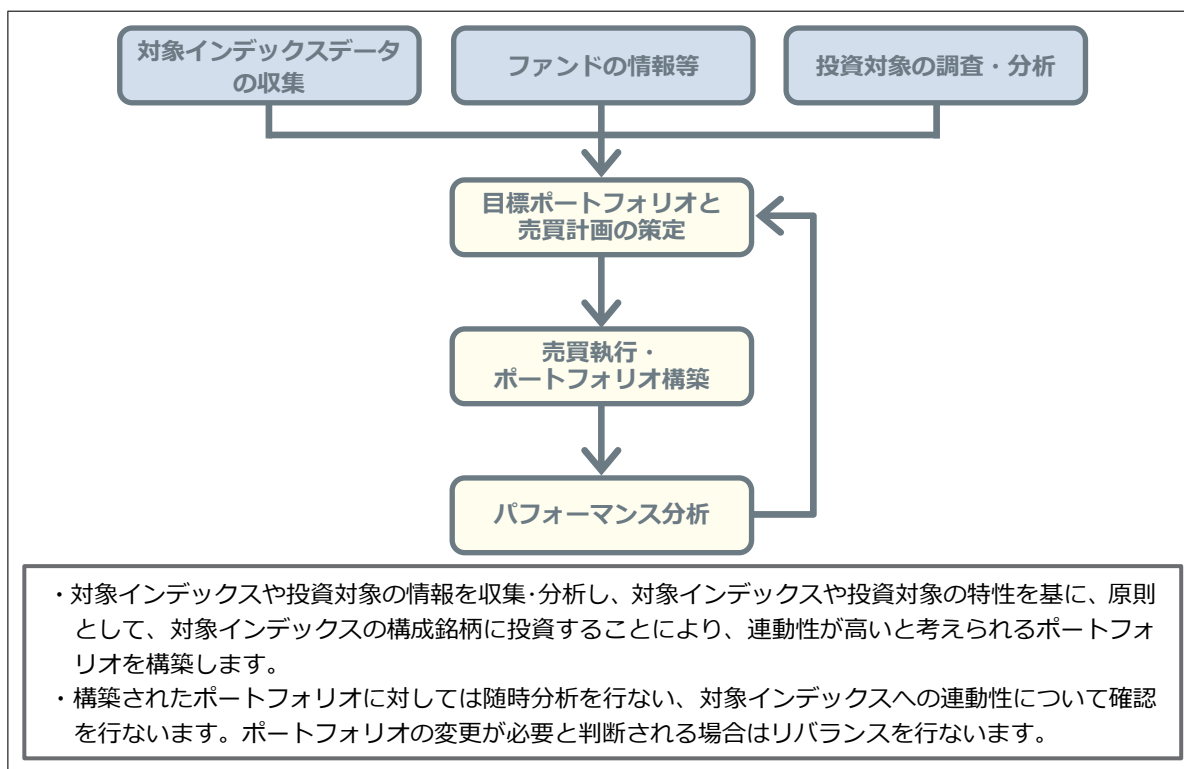 対象インデックスデータ
の収集
ファンドの情報等
投資対象の調査・分析
目標ポートフォリオと
売買計画の策定
売買執行・
ポートフォリオ構築
パフォーマンス分析
・対象インデックスや投資対象の情報を収集･分析し、対象インデックスや投資対象の特性を基に、原則
として、対象インデックスの構成銘柄に投資することにより、連動性が高いと考えられるポートフォ
リオを構築します。
・構築されたポートフォリオに対しては随時分析を行ない、対象インデックスへの連動性について確認
を行ないます。ポートフォリオの変更が必要と判断される場合はリバランスを行ないます。